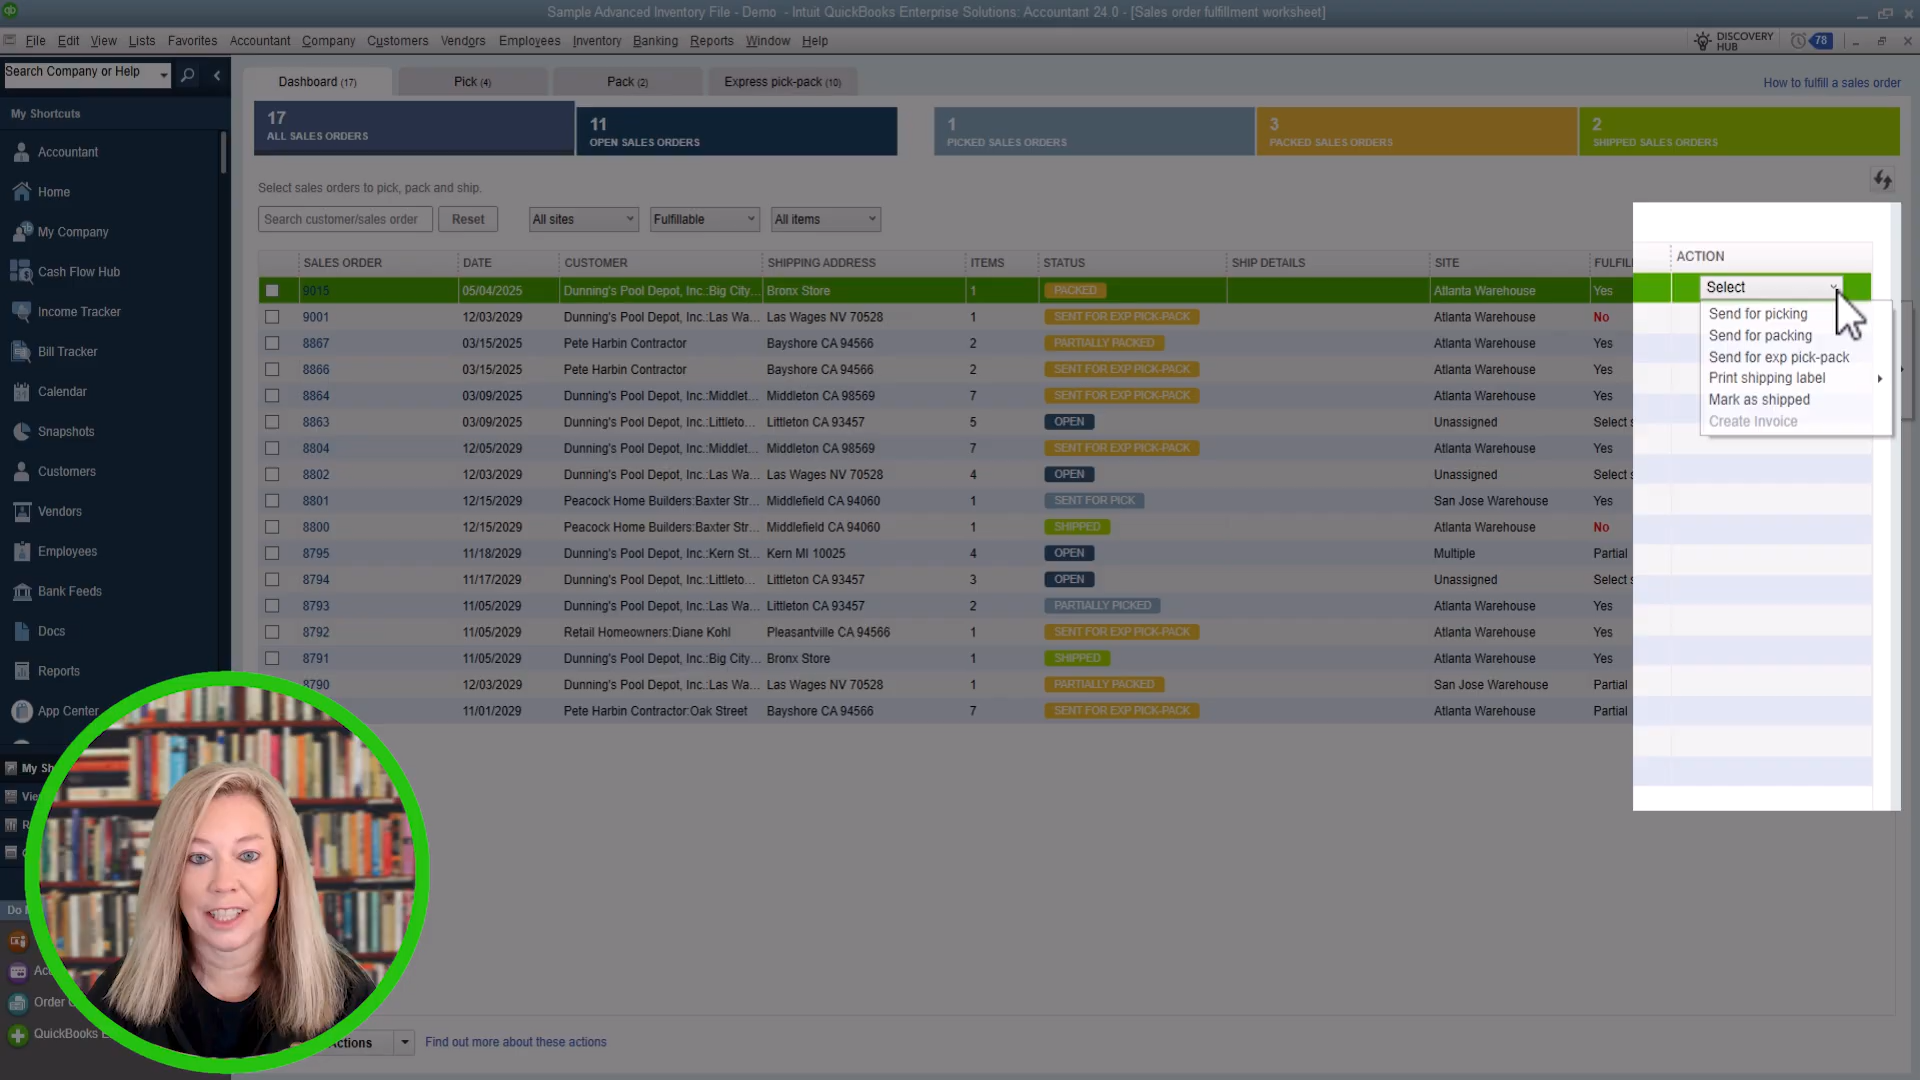 Sample Advanced Inventory File - Demo - Intuit QuickBooks Enterprise Solutions: Accountant 24.0 - [Sales order fulfillment worksheet]
File Edit View Lists Favorites Accountant Company Customers Vendors Employees Inventory Banking Reports Window Help
DISCOVERY HUB
78
Search Company or Help
My Shortcuts
Accountant
Home
My Company
Cash Flow Hub
Income Tracker
Bill Tracker
Calendar
Snapshots
Customers
Vendors
Employees
Bank Feeds
Docs
Reports
App Center
My Sh
Vie
Do
Order
QuickBooks E
Dashboard (17) Pick (4) Pack (2) Express pick-pack (10)
How to fulfill a sales order
17 ALL SALES ORDERS
11 OPEN SALES ORDERS
1 PICKED SALES ORDERS
3 PACKED SALES ORDERS
2 SHIPPED SALES ORDERS
Select sales orders to pick, pack and ship.
Search customer/sales order Reset All sites Fulfillable All items
SALES ORDER DATE CUSTOMER SHIPPING ADDRESS ITEMS STATUS SHIP DETAILS SITE FULFIL ACTION
9015 05/04/2025 Dunning's Pool Depot, Inc.:Big City... Bronx Store 1 PACKED Atlanta Warehouse Yes Select
9001 12/03/2029 Dunning's Pool Depot, Inc.:Las Wa... Las Wages NV 70528 1 SENT FOR EXP PICK-PACK Atlanta Warehouse No
8867 03/15/2025 Pete Harbin Contractor Bayshore CA 94566 2 PARTIALLY PACKED Atlanta Warehouse Yes
8866 03/15/2025 Pete Harbin Contractor Bayshore CA 94566 2 SENT FOR EXP PICK-PACK Atlanta Warehouse Yes
8864 03/09/2025 Dunning's Pool Depot, Inc.:Middlet... Middleton CA 98569 7 SENT FOR EXP PICK-PACK Atlanta Warehouse Yes
8863 03/09/2025 Dunning's Pool Depot, Inc.:Littleto... Littleton CA 93457 5 OPEN Unassigned Select s
8804 12/05/2029 Dunning's Pool Depot, Inc.:Middlet... Middleton CA 98569 7 SENT FOR EXP PICK-PACK Atlanta Warehouse Yes
8802 12/03/2029 Dunning's Pool Depot, Inc.:Las Wa... Las Wages NV 70528 4 OPEN Unassigned Select s
8801 12/15/2029 Peacock Home Builders:Baxter Str... Middlefield CA 94060 1 SENT FOR PICK San Jose Warehouse Yes
8800 12/15/2029 Peacock Home Builders:Baxter Str... Middlefield CA 94060 1 SHIPPED Atlanta Warehouse No
8795 11/18/2029 Dunning's Pool Depot, Inc.:Kern St... Kern MI 10025 4 OPEN Multiple Partial
8794 11/17/2029 Dunning's Pool Depot, Inc.:Littleto... Littleton CA 93457 3 OPEN Unassigned Select s
8793 11/05/2029 Dunning's Pool Depot, Inc.:Las Wa... Littleton CA 93457 2 PARTIALLY PICKED Atlanta Warehouse Yes
8792 11/05/2029 Retail Homeowners:Diane Kohl Pleasantville CA 94566 1 SENT FOR EXP PICK-PACK Atlanta Warehouse Yes
8791 11/05/2029 Dunning's Pool Depot, Inc.:Big City... Bronx Store 1 SHIPPED Atlanta Warehouse Yes
8790 12/03/2029 Dunning's Pool Depot, Inc.:Las Wa... Las Wages NV 70528 1 PARTIALLY PACKED San Jose Warehouse Partial
11/01/2029 Pete Harbin Contractor:Oak Street Bayshore CA 94566 7 SENT FOR EXP PICK-PACK Atlanta Warehouse Partial
Send for picking
Send for packing
Send for exp pick-pack
Print shipping label
Mark as shipped
Create Invoice
Actions
Find out more about these actions